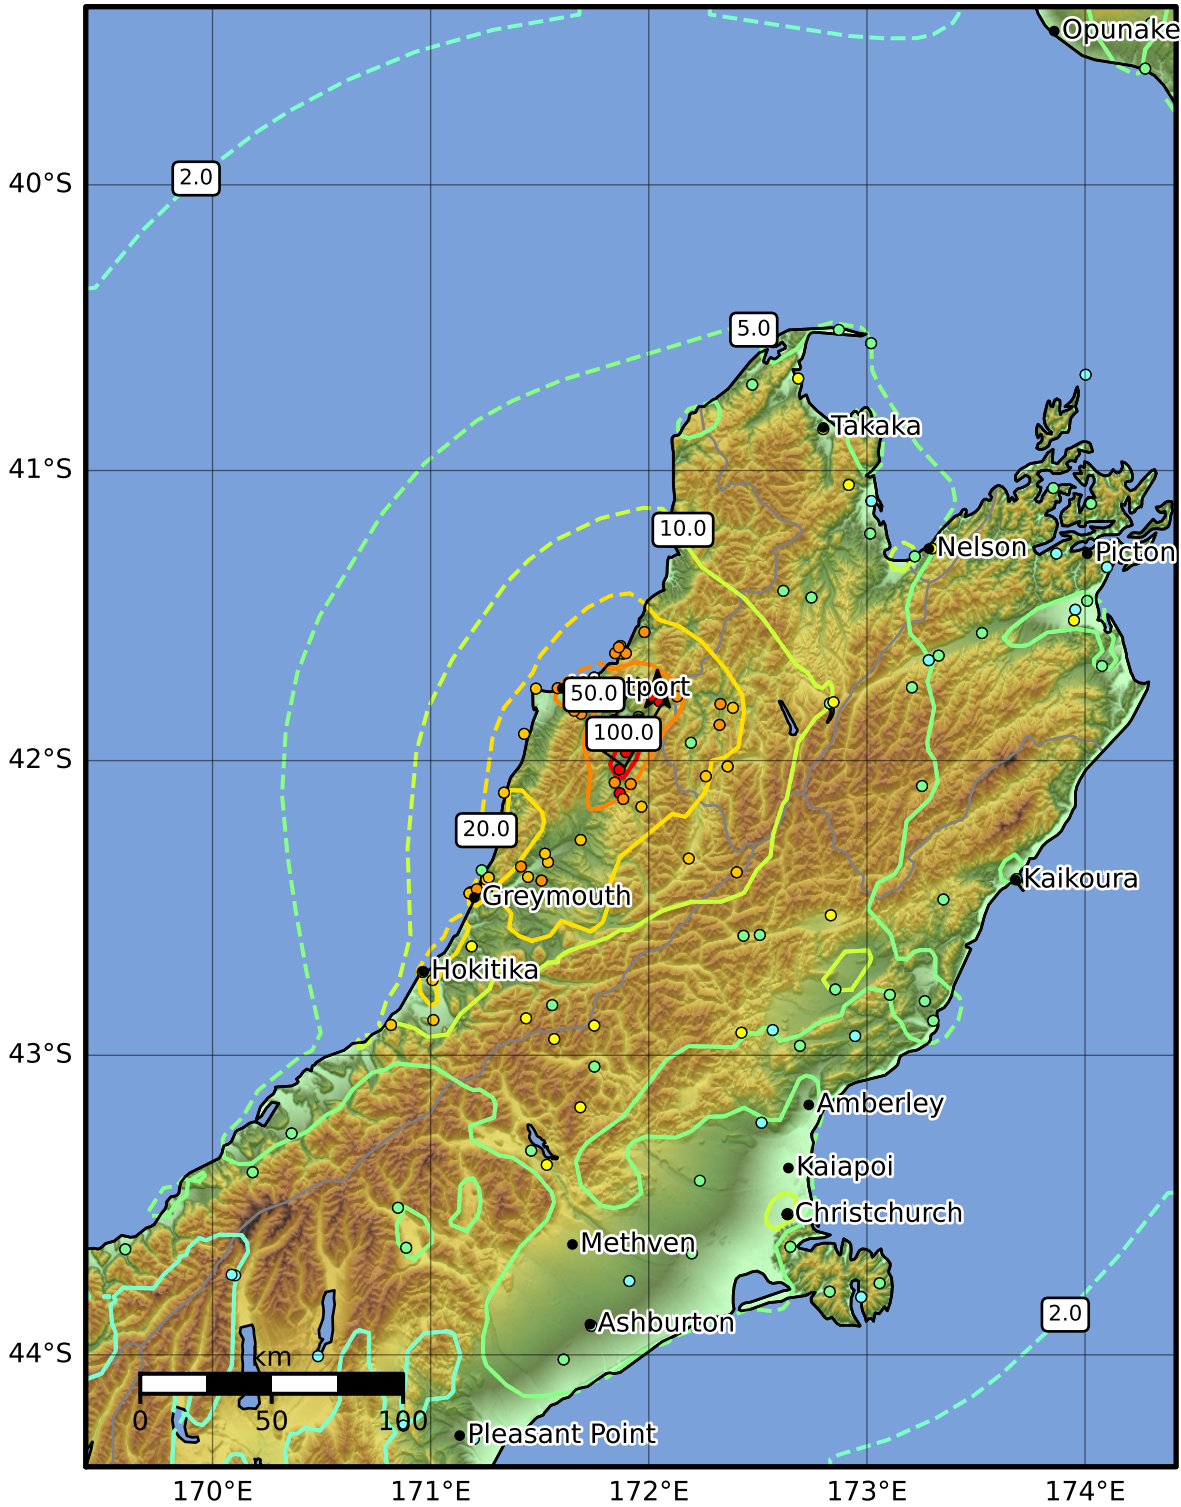 Opunake
2.0
40°S
5.0
Takaka
41°S
10.0
Nelson
Picton
tport
50.0
100.0
42°S
20.0
Kaikoura
Greymouth
Hokitika
43°S
Amberley
Kaiapoi
Christchurch
Methven
2.0
Ashburton
44°S
km
0 50 100
Pleasant Point
170°E 171°E 172°E 173°E 174°E